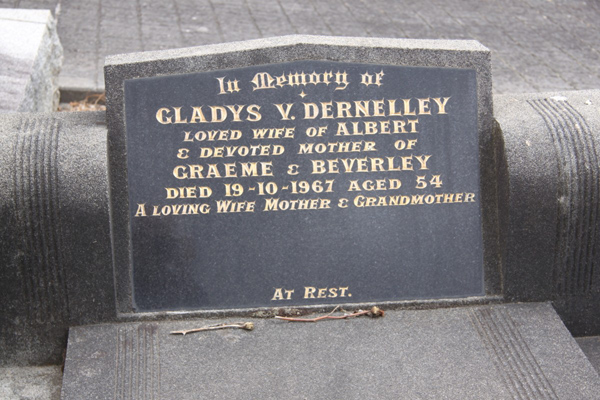 In Memory of
GLADYS V. DERNELLEY
LOVED WIFE OF ALBERT
& DEVOTED MOTHER OF
GRAEME & BEVERLEY
DIED 19-10-1967 AGED 54
A LOVING WIFE MOTHER & GRANDMOTHER
AT REST.